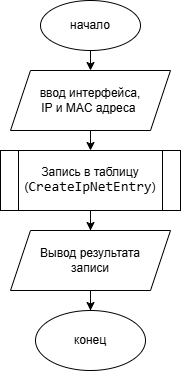 начало
ввод интерфейса,
IP и MAC адреса
Запись в таблицу
(CreateIpNetEntry)
Вывод результата
записи
конец